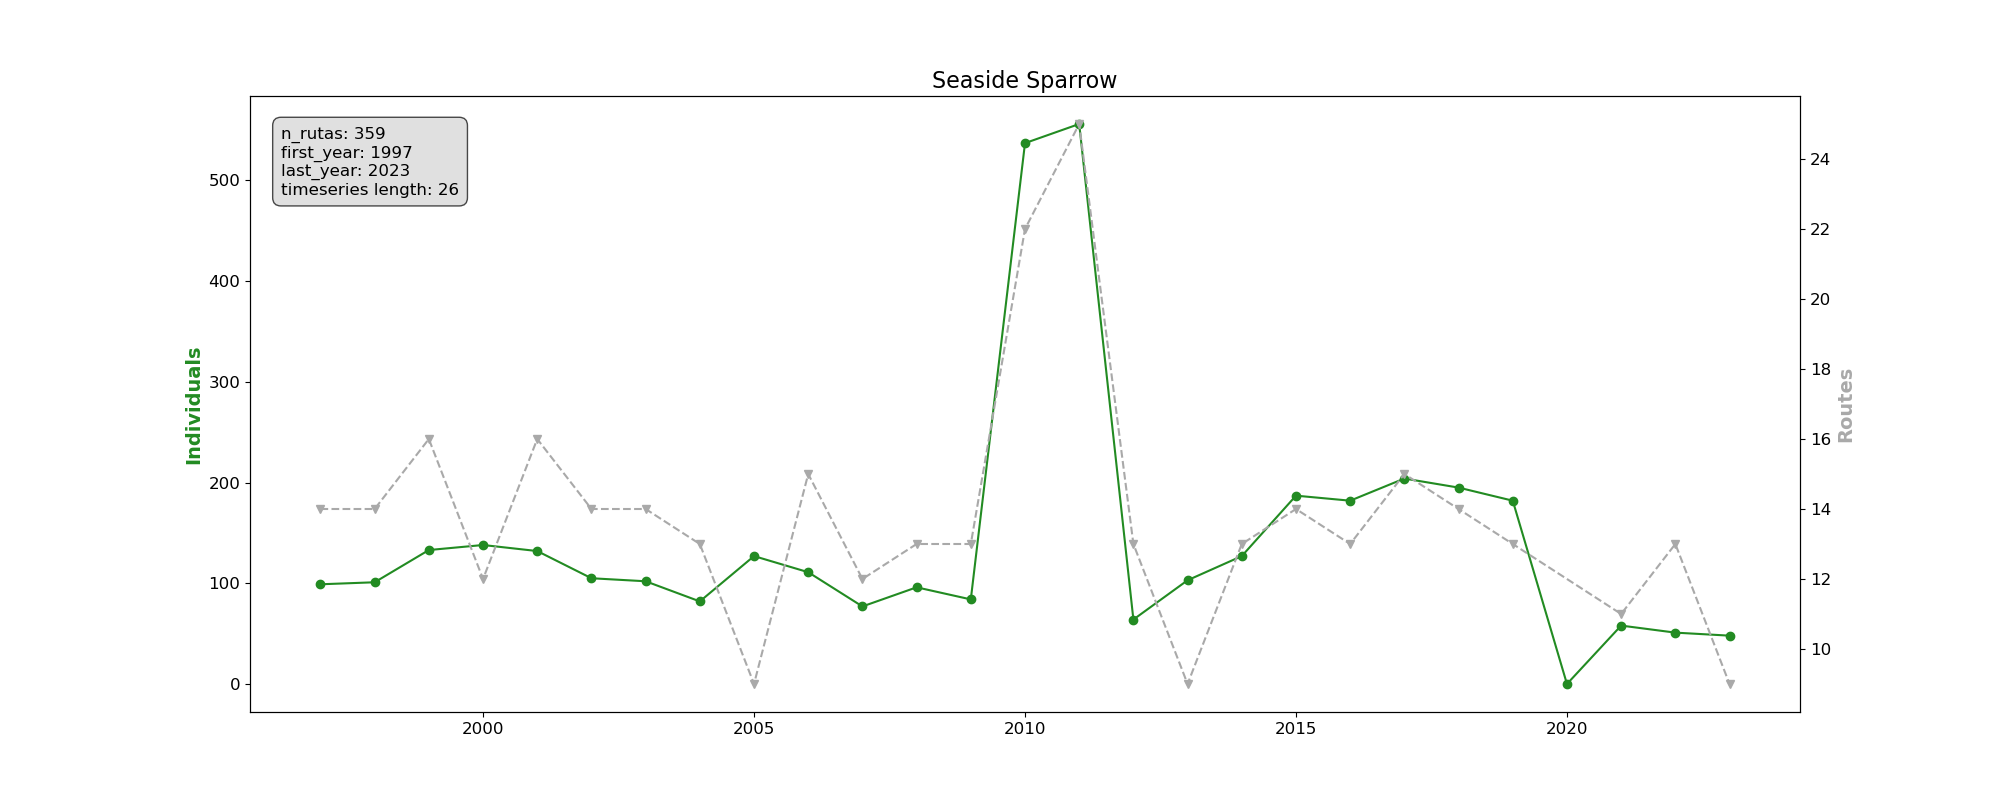 Seaside Sparrow
n_rutas: 359
first_year: 1997
last_year: 2023
timeseries length: 26
Individuals
500
400
300
200
100
0
24
22
20
18
16
14
12
10
Routes
2000 2005 2010 2015 2020